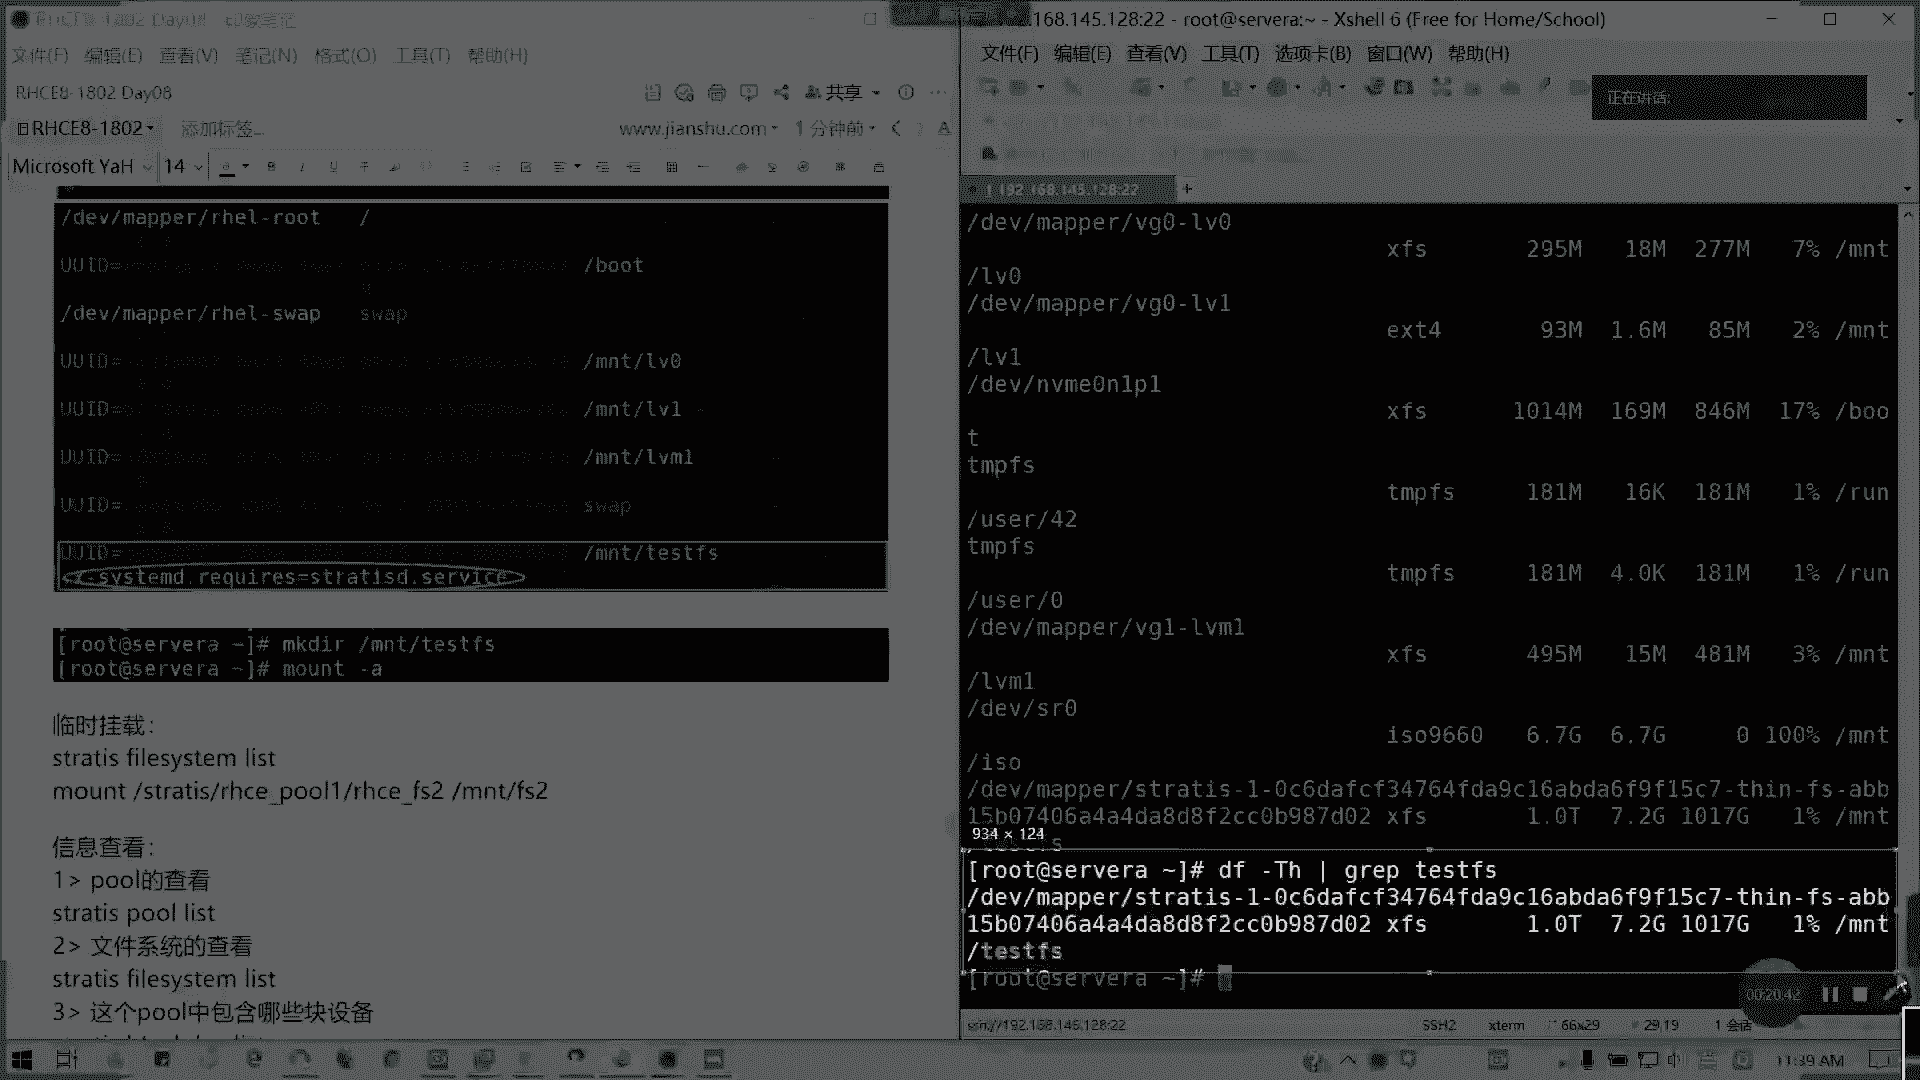 RHCE8-1802 Day08 - 印象笔记
文件(F) 编辑(E) 查看(V) 笔记(N) 格式(O) 工具(T) 帮助(H)
RHCE8-1802 Day08
共享
RHCE8-1802
添加标签...
www.jianshu.com
1 分钟前
Microsoft YaH 14
/dev/mapper/rhel-root /
UUID= /boot
/dev/mapper/rhel-swap swap
UUID= /mnt/lv0
UUID= /mnt/lv1
UUID= /mnt/lvm1
UUID= swap
UUID= /mnt/testfs
x-systemd.requires=stratisd.service
[root@servera ~]# mkdir /mnt/testfs
[root@servera ~]# mount -a
临时挂载：
stratis filesystem list
mount /stratis/rhce_pool1/rhce_fs2 /mnt/fs2
信息查看：
1> pool的查看
stratis pool list
2> 文件系统的查看
stratis filesystem list
3> 这个pool中包含哪些块设备
168.145.128:22 - root@servera:~ - Xshell 6 (Free for Home/School)
文件(F) 编辑(E) 查看(V) 工具(T) 选项卡(B) 窗口(W) 帮助(H)
正在讲话:
1 192.168.145.128:22
/dev/mapper/vg0-lv0
xfs 295M 18M 277M 7% /mnt
/lv0
/dev/mapper/vg0-lv1
ext4 93M 1.6M 85M 2% /mnt
/lv1
/dev/nvme0n1p1
xfs 1014M 169M 846M 17% /boo
t
tmpfs
tmpfs 181M 16K 181M 1% /run
/user/42
tmpfs
tmpfs 181M 4.0K 181M 1% /run
/user/0
/dev/mapper/vg1-lvm1
xfs 495M 15M 481M 3% /mnt
/lvm1
/dev/sr0
iso9660 6.7G 6.7G 0 100% /mnt
/iso
/dev/mapper/stratis-1-0c6dafcf34764fda9c16abda6f9f15c7-thin-fs-abb
15b07406a4a4da8d8f2cc0b987d02 xfs 1.0T 7.2G 1017G 1% /mnt
934 × 124
[root@servera ~]# df -Th | grep testfs
/dev/mapper/stratis-1-0c6dafcf34764fda9c16abda6f9f15c7-thin-fs-abb
15b07406a4a4da8d8f2cc0b987d02 xfs 1.0T 7.2G 1017G 1% /mnt
/testfs
[root@servera ~]#
00:20:42
ssh://192.168.145.128:22
SSH2 xterm 66x29 29,19 1 会话
11:39 AM